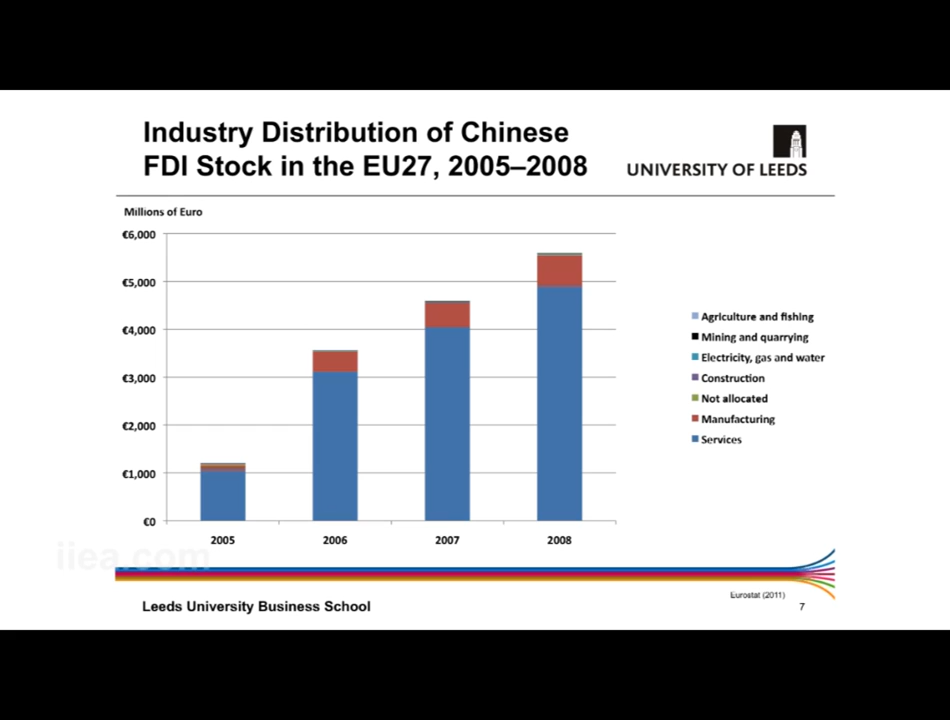 Industry Distribution of Chinese
FDI Stock in the EU27, 2005–2008
UNIVERSITY OF LEEDS
Millions of Euro
€6,000
€5,000
€4,000
€3,000
€2,000
€1,000
€0
2005
2006
2007
2008
Agriculture and fishing
Mining and quarrying
Electricity, gas and water
Construction
Not allocated
Manufacturing
Services
iiea.com
Eurostat (2011)
Leeds University Business School
7